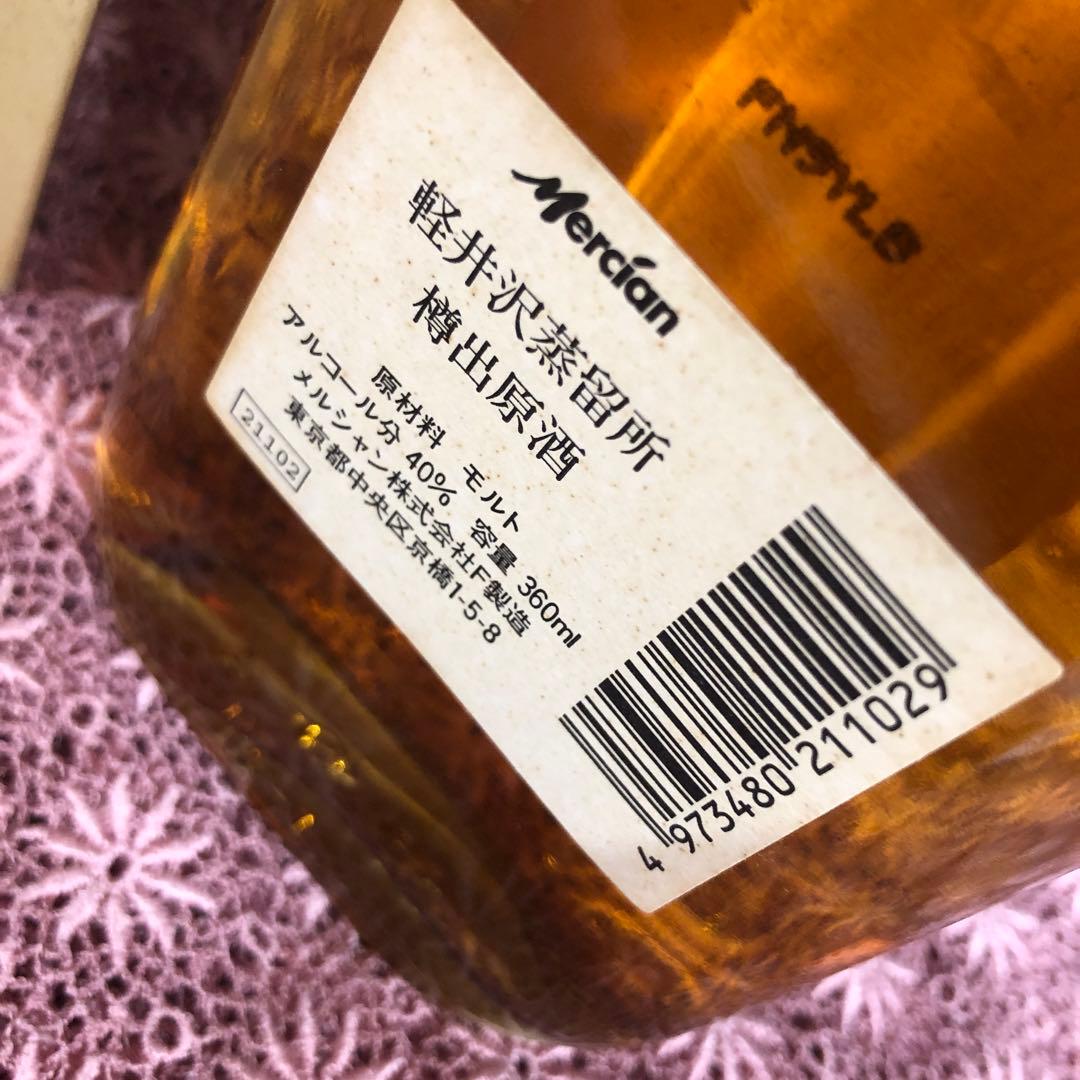 Mercian
軽井沢蒸留所
樽出原酒
原材料 モルト
アルコール分 40% 容量 360ml
メルシャン株式会社F製造
東京都中央区京橋1-5-8
21102
4 973480 211029